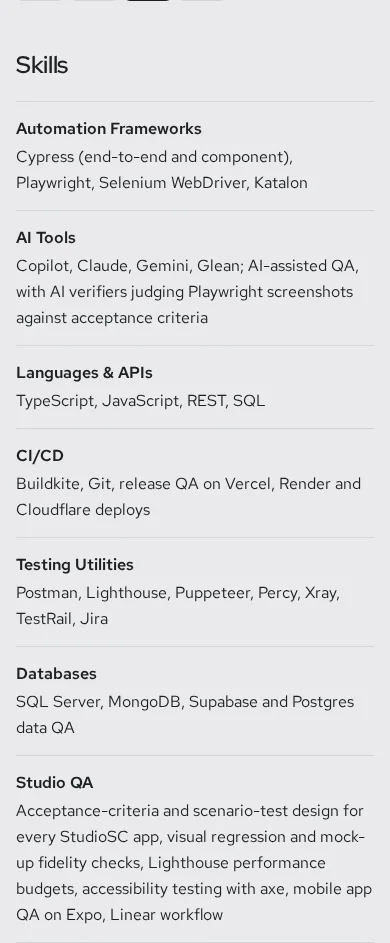 Skills
Automation Frameworks
Cypress (end-to-end and component),
Playwright, Selenium WebDriver, Katalon
AI Tools
Copilot, Claude, Gemini, Glean; AI-assisted QA,
with AI verifiers judging Playwright screenshots
against acceptance criteria
Languages & APIs
TypeScript, JavaScript, REST, SQL
CI/CD
Buildkite, Git, release QA on Vercel, Render and
Cloudflare deploys
Testing Utilities
Postman, Lighthouse, Puppeteer, Percy, Xray,
TestRail, Jira
Databases
SQL Server, MongoDB, Supabase and Postgres
data QA
Studio QA
Acceptance-criteria and scenario-test design for
every StudioSC app, visual regression and mock-
up fidelity checks, Lighthouse performance
budgets, accessibility testing with axe, mobile app
QA on Expo, Linear workflow